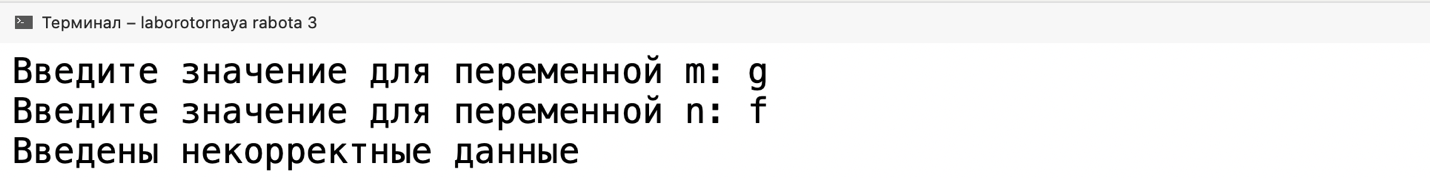 Терминал – laborotornaya rabota 3
Введите значение для переменной m: g
Введите значение для переменной n: f
Введены некорректные данные